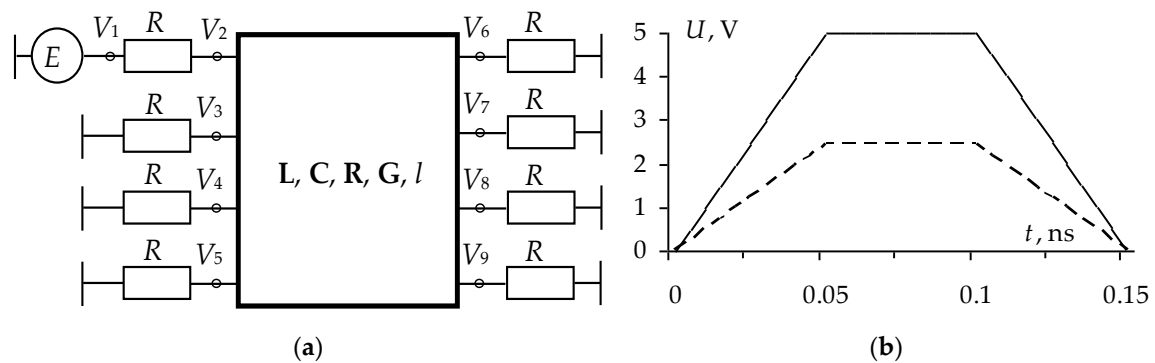 V1 R V2 V6 R
E
V3 R V7 R
L, C, R, G, l
V4 R V8 R
V5 R V9 R
(a)
U, V
5
4
3
2
1
0
t, ns
0 0.05 0.1 0.15
(b)